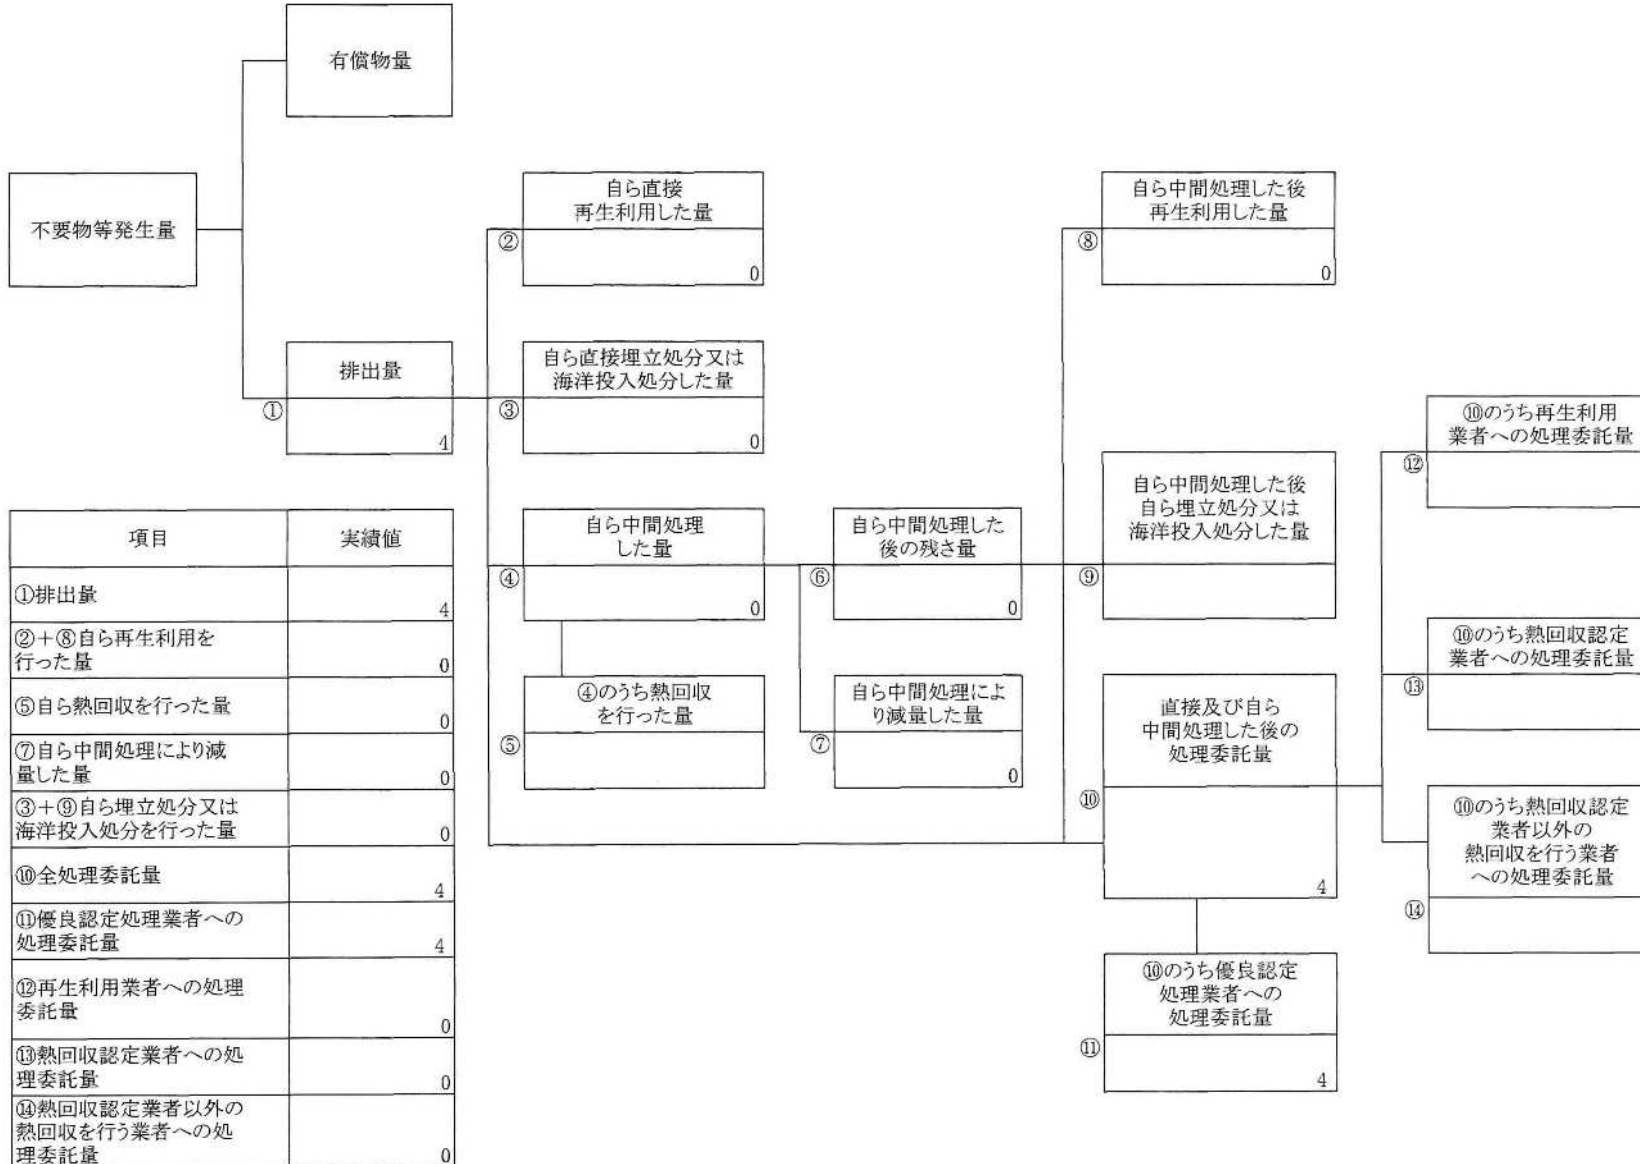 有償物量
不要物等発生量
自ら直接
再生利用した量
②
0
自ら中間処理した後
再生利用した量
⑧
0
排出量
①
4
自ら直接埋立処分又は
海洋投入処分した量
③
0
⑩のうち再生利用
業者への処理委託量
⑫
自ら中間処理
した量
④
0
自ら中間処理した
後の残さ量
⑥
0
自ら中間処理した後
自ら埋立処分又は
海洋投入処分した量
⑨
⑩のうち熱回収認定
業者への処理委託量
⑬
④のうち熱回収
を行った量
⑤
自ら中間処理によ
り減量した量
⑦
0
直接及び自ら
中間処理した後の
処理委託量
⑩
4
⑩のうち熱回収認定
業者以外の
熱回収を行う業者
への処理委託量
⑭
⑩のうち優良認定
処理業者への
処理委託量
⑪
4
項目 実績値
①排出量
4
②+⑧自ら再生利用を
行った量 0
⑤自ら熱回収を行った量
0
⑦自ら中間処理により減
量した量 0
③+⑨自ら埋立処分又は
海洋投入処分を行った量 0
⑩全処理委託量
4
⑪優良認定処理業者への
処理委託量 4
⑫再生利用業者への処理
委託量
0
⑬熱回収認定業者への処
理委託量 0
⑭熱回収認定業者以外の
熱回収を行う業者への処
理委託量 0